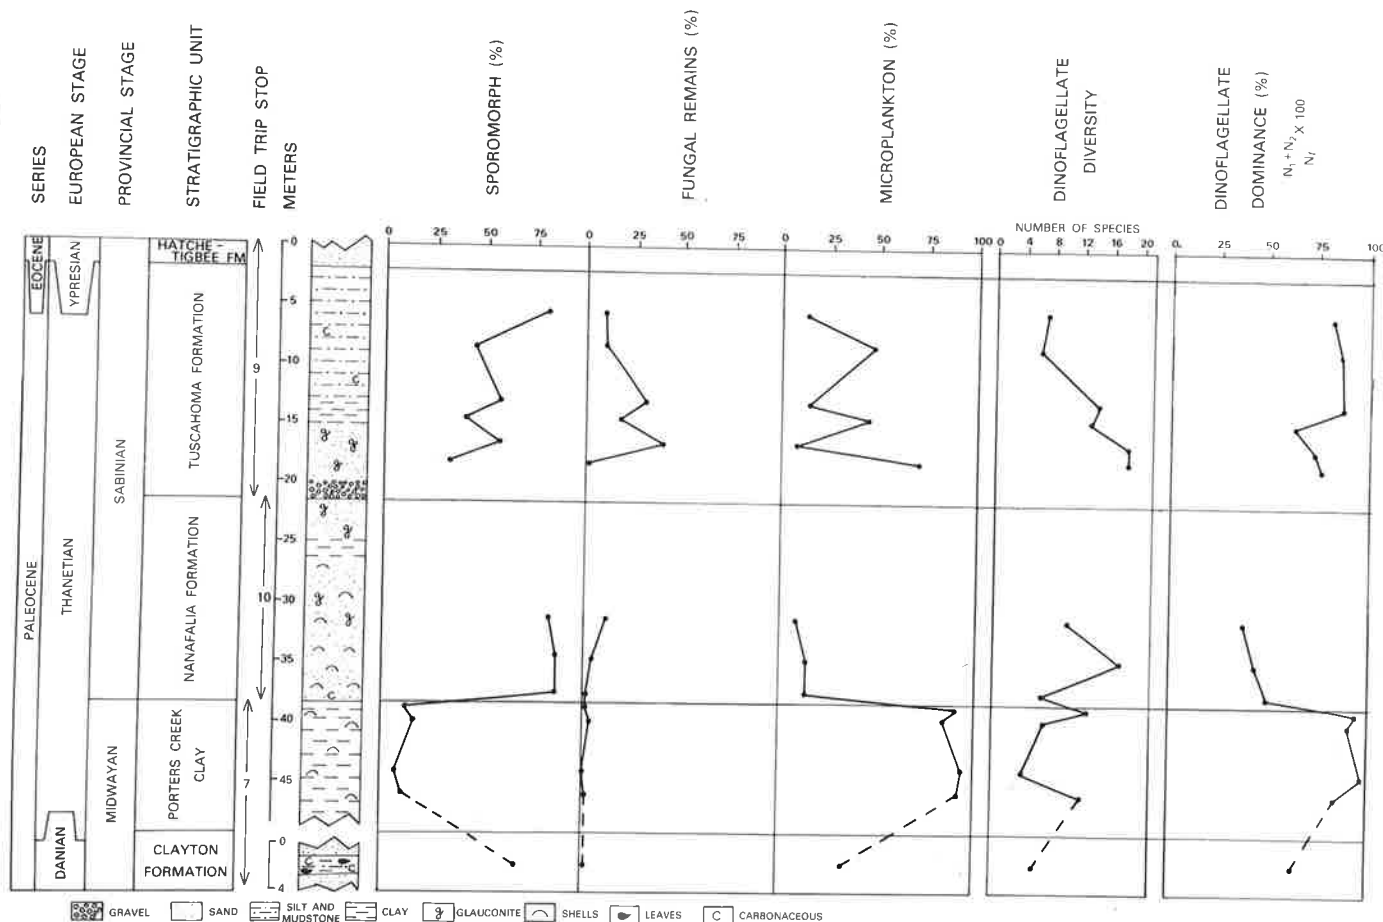 SERIES
EUROPEAN STAGE
PROVINCIAL STAGE
STRATIGRAPHIC UNIT
FIELD TRIP STOP
METERS
SPOROMORPH (%)
FUNGAL REMAINS (%)
MICROPLANKTON (%)
DINOFLAGELLATE
DIVERSITY
DINOFLAGELLATE
DOMINANCE (%)
N₁ + N₂ X 100
Nₜ
NUMBER OF SPECIES
0 25 50 75 0 25 50 75 0 25 50 75 100 0 4 8 12 16 20 0 25 50 75 100
EOCENE
PALEOCENE
YPRESIAN
THANETIAN
DANIAN
SABINIAN
MIDWAYAN
HATCHE-
TIGBEE FM
TUSCAHOMA FORMATION
NANAFALIA FORMATION
PORTERS CREEK
CLAY
CLAYTON
FORMATION
9
10
7
0
5
10
15
20
25
30
35
40
45
0
4
C
C
g
g
g
g
g
g
g
C
C
C
GRAVEL SAND SILT AND MUDSTONE CLAY g GLAUCONITE SHELLS LEAVES C CARBONACEOUS